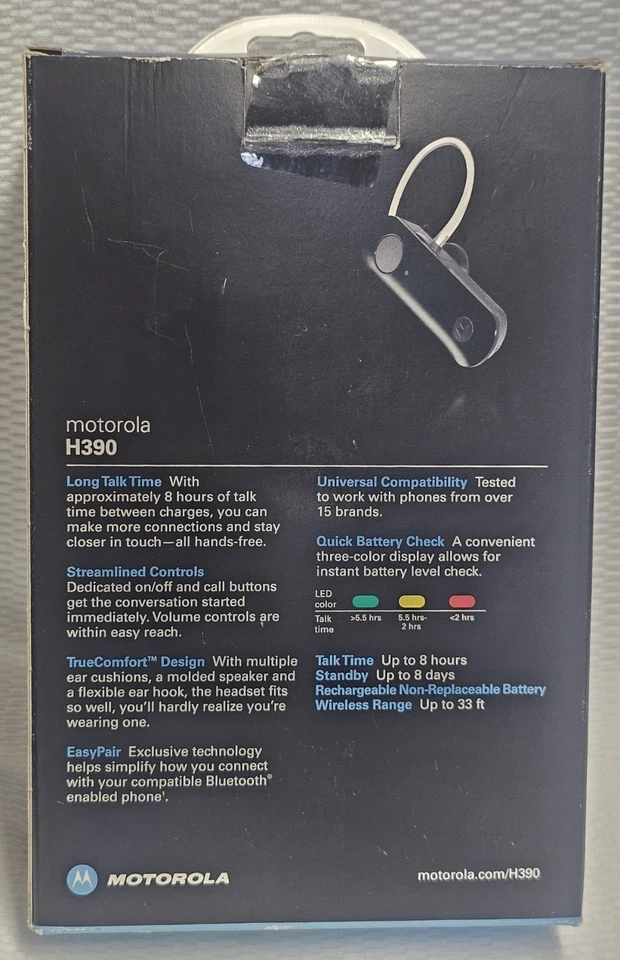 motorola
H390
Long Talk Time With
approximately 8 hours of talk
time between charges, you can
make more connections and stay
closer in touch—all hands-free.
Streamlined Controls
Dedicated on/off and call buttons
get the conversation started
immediately. Volume controls are
within easy reach.
TrueComfort™ Design With multiple
ear cushions, a molded speaker and
a flexible ear hook, the headset fits
so well, you'll hardly realize you're
wearing one.
EasyPair Exclusive technology
helps simplify how you connect
with your compatible Bluetooth®
enabled phone¹.
Universal Compatibility Tested
to work with phones from over
15 brands.
Quick Battery Check A convenient
three-color display allows for
instant battery level check.
LED
color
Talk
time
>5.5 hrs
5.5 hrs-
2 hrs
<2 hrs
Talk Time Up to 8 hours
Standby Up to 8 days
Rechargeable Non-Replaceable Battery
Wireless Range Up to 33 ft
MOTOROLA
motorola.com/H390